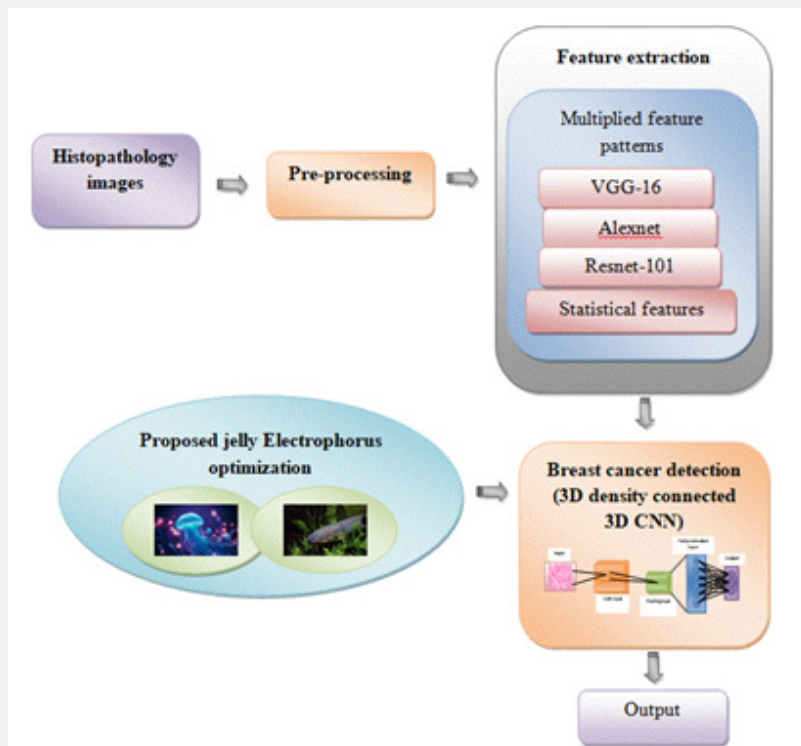 Histopathology
images
Pre-processing
Feature extraction
Multiplied feature
patterns
VGG-16
Alexnet
Resnet-101
Statistical features
Proposed jelly Electrophorus
optimization
Breast cancer detection
(3D density connected
3D CNN)
Output